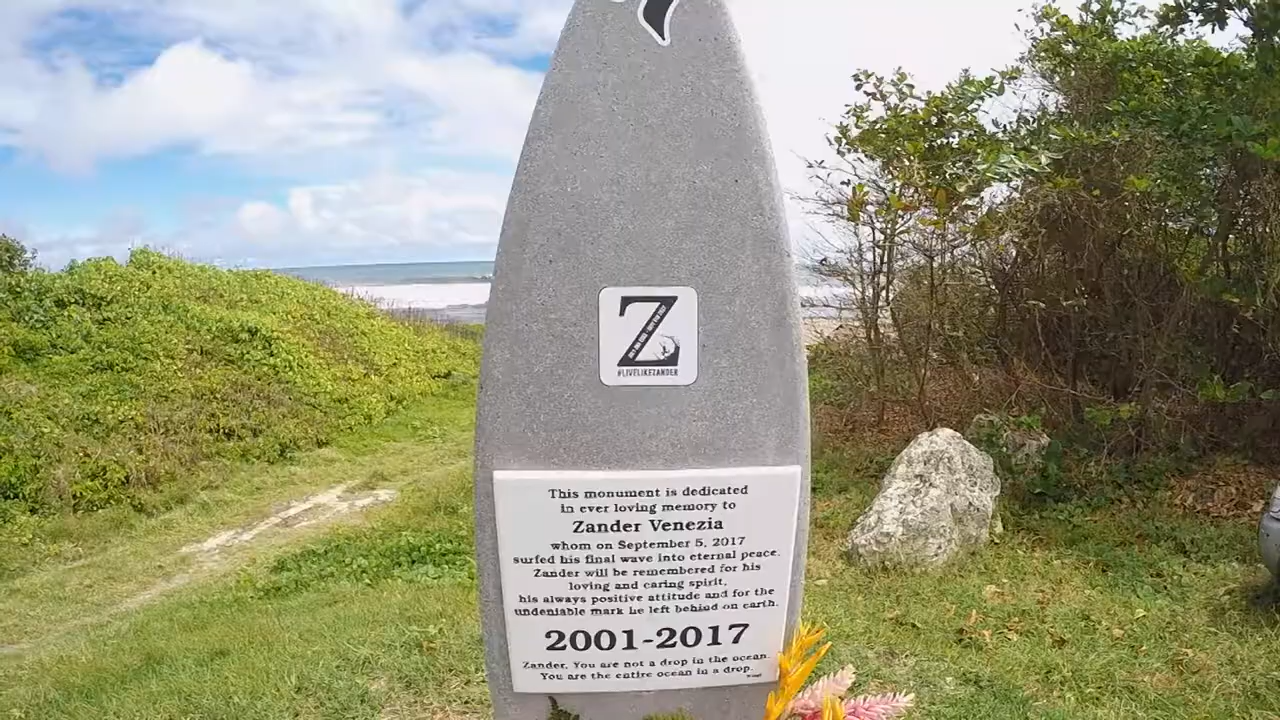 Z
#LIVELIKEZANDER
This monument is dedicated
in ever loving memory to
Zander Venezia
whom on September 5, 2017
surfed his final wave into eternal peace.
Zander will be remembered for his
loving and caring spirit,
his always positive attitude and for the
undeniable mark he left behind on earth.
2001-2017
Zander, You are not a drop in the ocean.
You are the entire ocean in a drop.